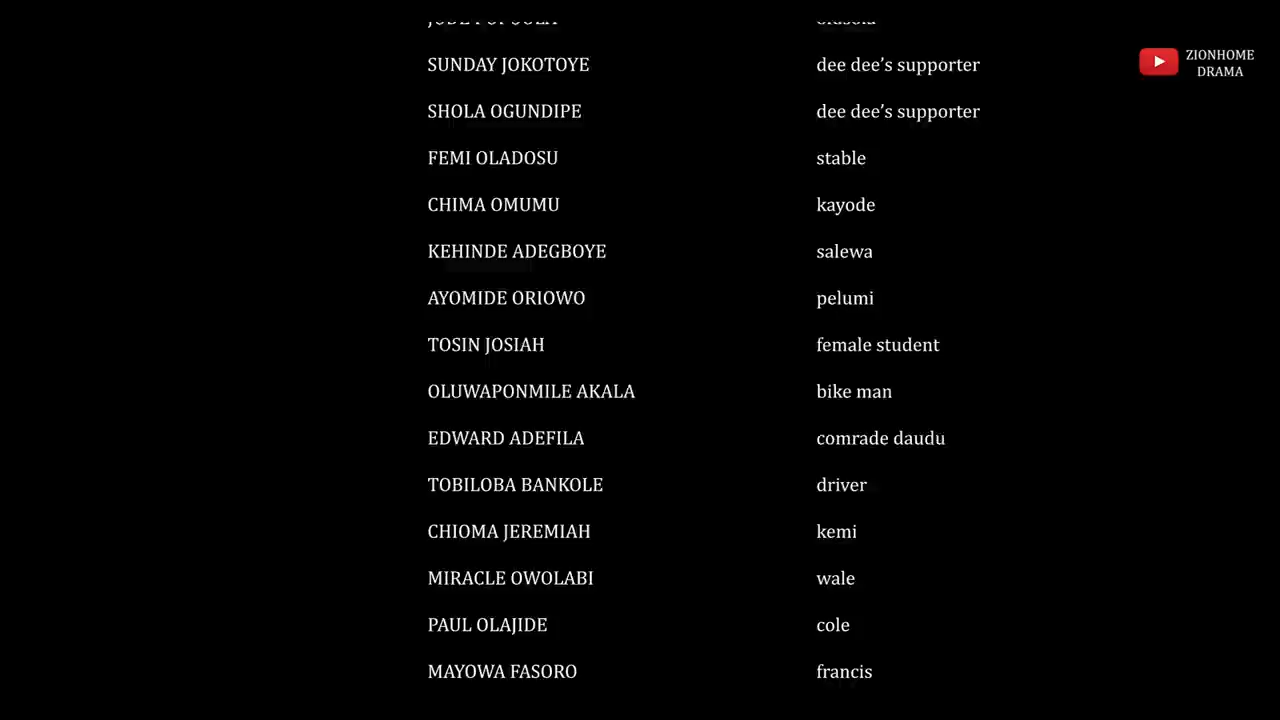 SUNDAY JOKOTOYE dee dee’s supporter
SHOLA OGUNDIPE dee dee’s supporter
FEMI OLADOSU stable
CHIMA OMUMU kayode
KEHINDE ADEGBOYE salewa
AYOMIDE ORIOWO pelumi
TOSIN JOSIAH female student
OLUWAPONMILE AKALA bike man
EDWARD ADEFILA comrade daudu
TOBILOBA BANKOLE driver
CHIOMA JEREMIAH kemi
MIRACLE OWOLABI wale
PAUL OLAJIDE cole
MAYOWA FASORO francis
ZIONHOME
DRAMA